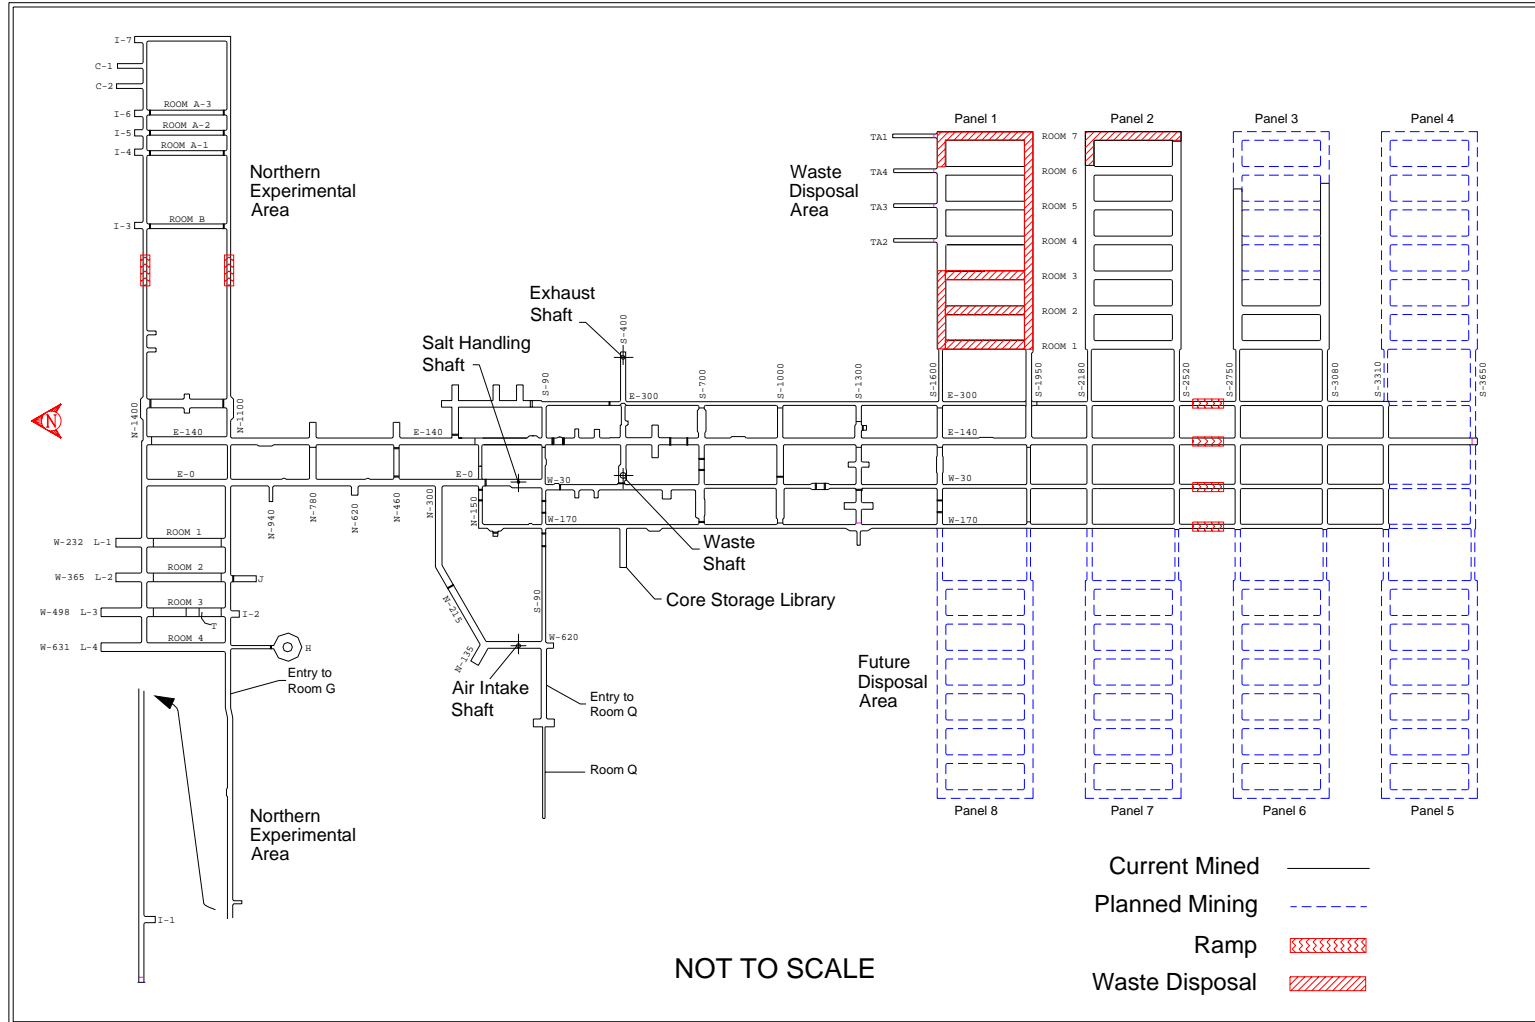 I-7
C-1
C-2
ROOM A-3
I-6
ROOM A-2
I-5
ROOM A-1
I-4
Northern
Experimental
Area
ROOM B
I-3
N-1400
N-1100
N
E-140
E-140
E-0
E-0
Panel 1
Panel 2
Panel 3
Panel 4
TA1
TA4
TA3
TA2
Waste
Disposal
Area
ROOM 7
ROOM 6
ROOM 5
ROOM 4
ROOM 3
ROOM 2
ROOM 1
Exhaust
Shaft
Salt Handling
Shaft
S-90
S-400
S-700
S-1000
S-1300
S-1600
S-1950
S-2180
S-2520
S-2750
S-3080
S-3310
S-3650
E-300
E-300
E-140
W-30
W-30
W-170
W-170
N-940
N-780
N-620
N-460
N-300
N-150
ROOM 1
W-232 L-1
ROOM 2
W-365 L-2
J
ROOM 3
W-498 L-3
I-2
T
ROOM 4
W-631 L-4
H
Entry to
Room G
N-215
N-135
S-90
W-620
Waste
Shaft
Core Storage Library
Air Intake
Shaft
Entry to
Room Q
Room Q
Future
Disposal
Area
Northern
Experimental
Area
I-1
Panel 8
Panel 7
Panel 6
Panel 5
Current Mined
Planned Mining
Ramp
Waste Disposal
NOT TO SCALE